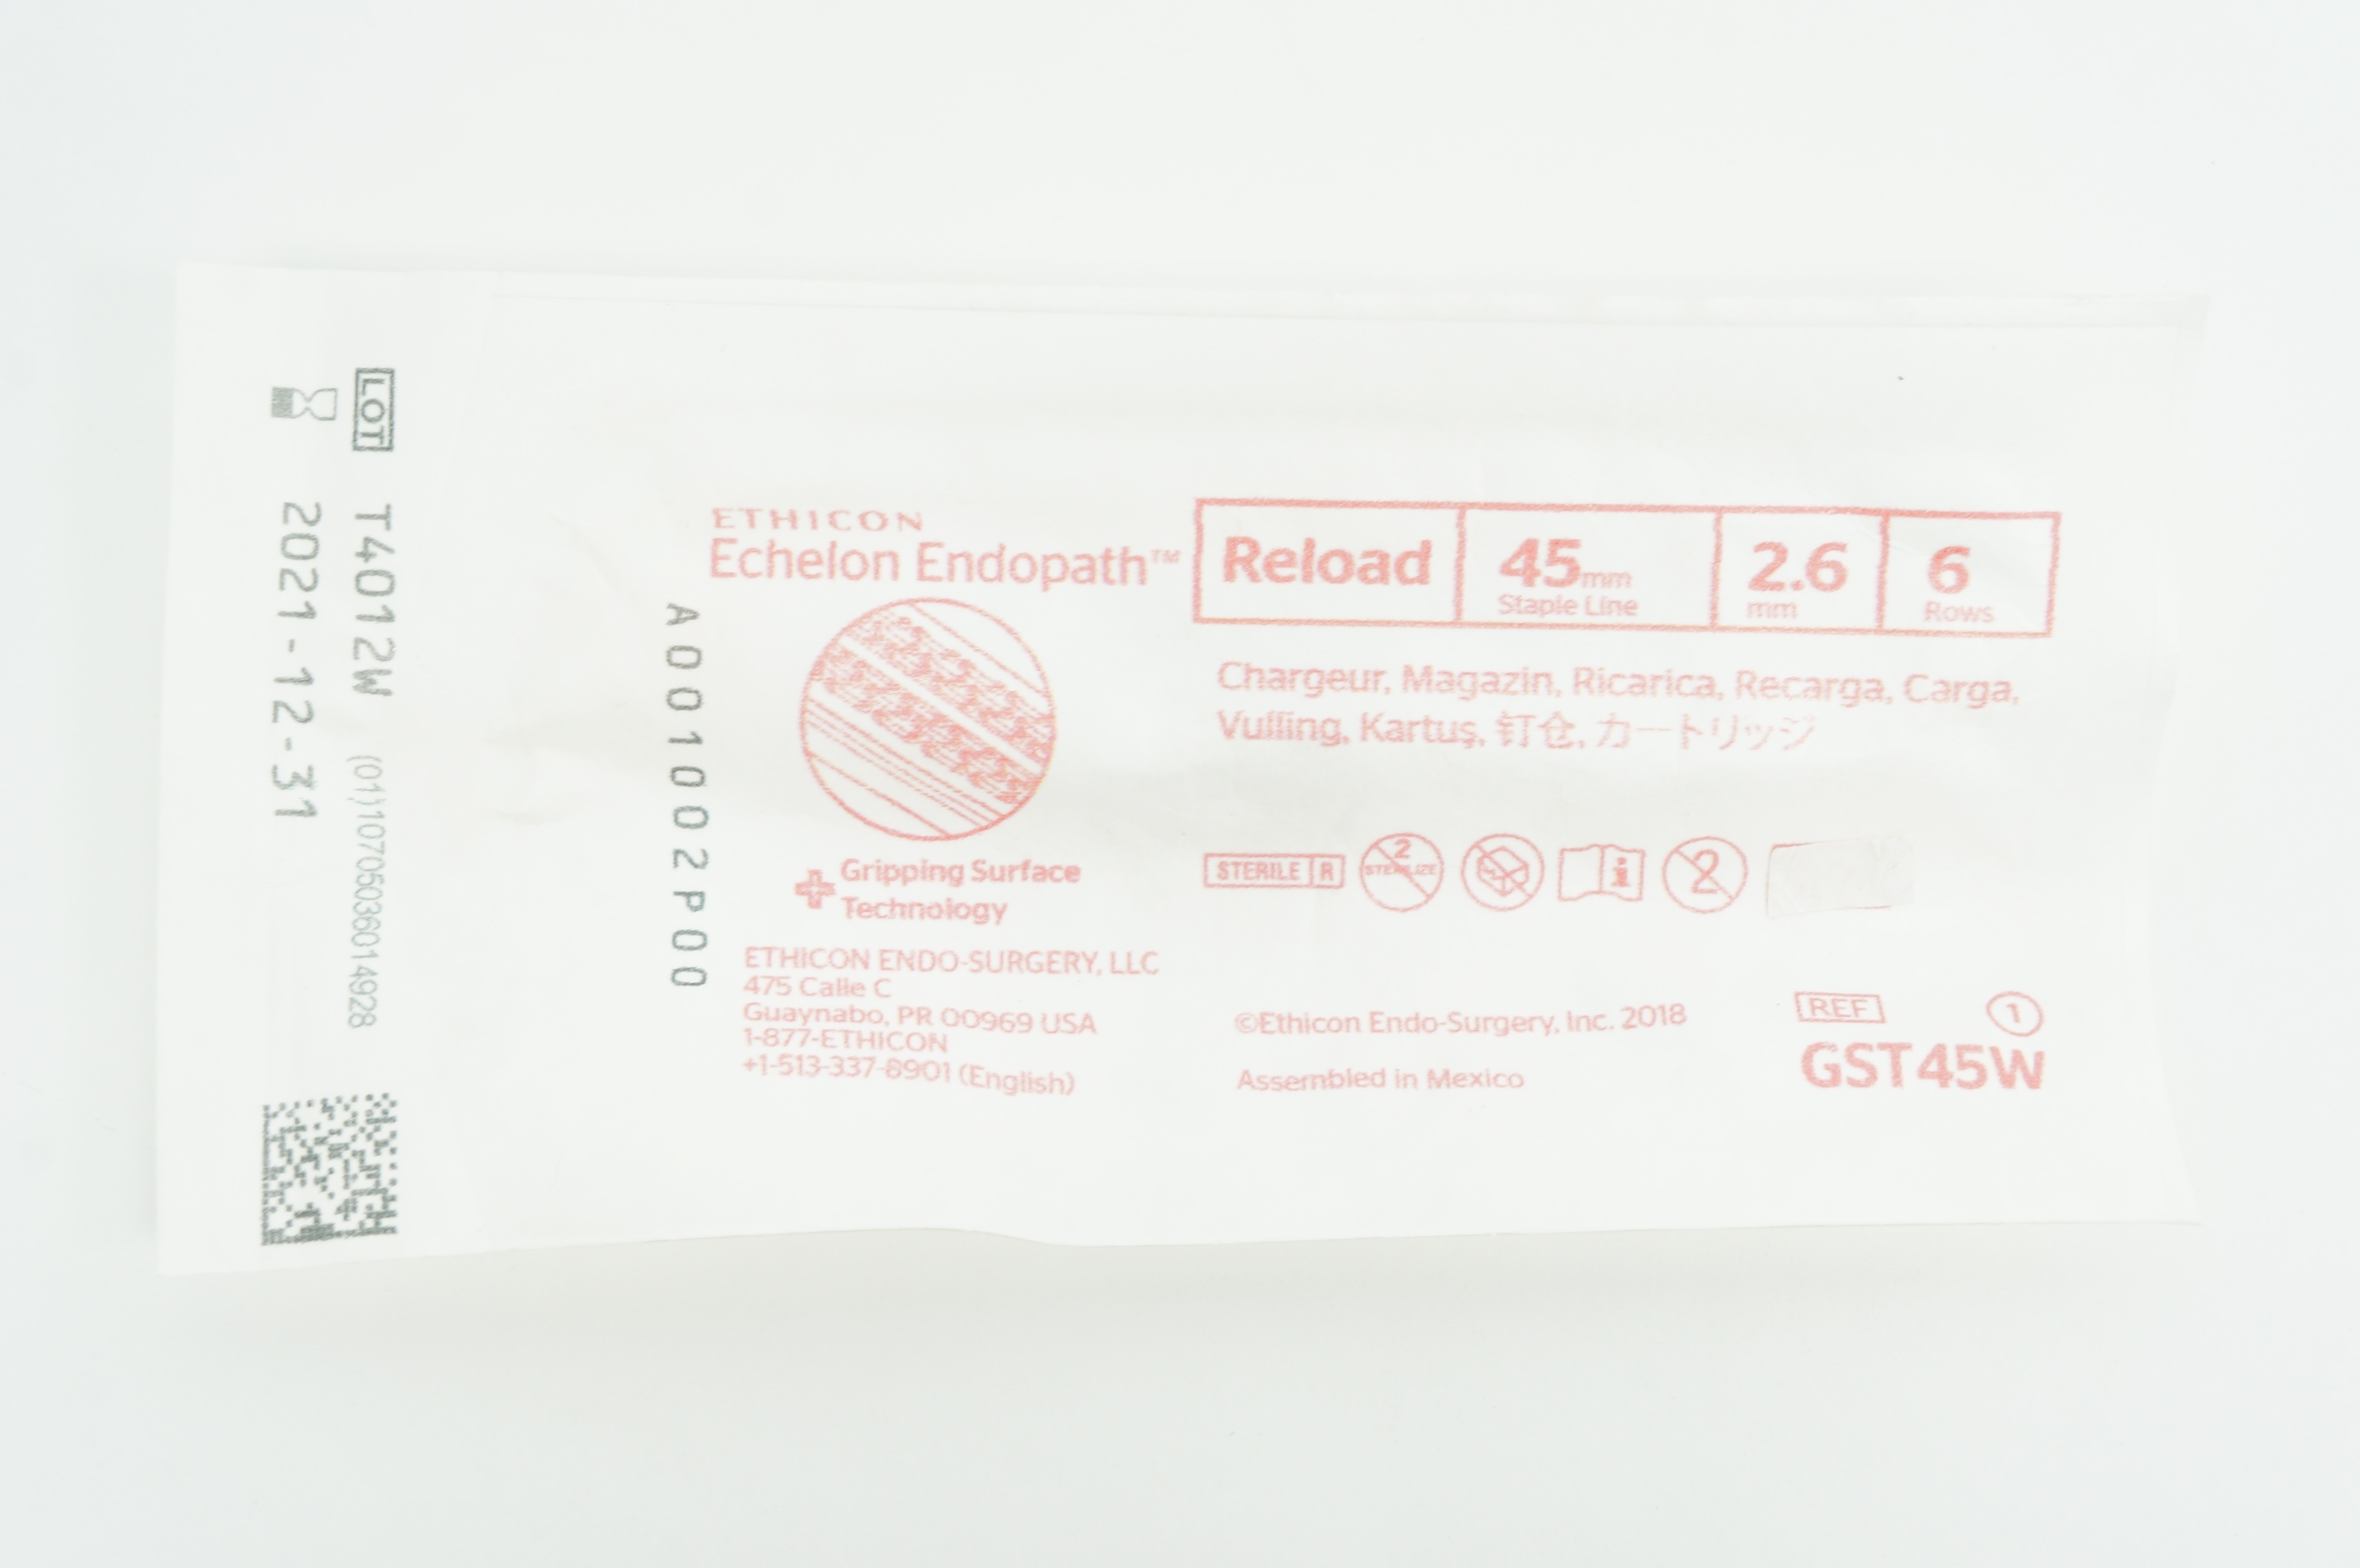 LOT T4012W (01)10705036014928
2021-12-31
A001002P00
ETHICON
Echelon Endopath™
Reload
45mm
Staple Line
2.6
mm
6
Rows
Chargeur, Magazin, Ricarica, Recarga, Carga,
Vulling, Kartuş, 钉仓, カートリッジ
Gripping Surface
Technology
STERILE R
2
STERILIZE
2
ETHICON ENDO-SURGERY, LLC
475 Calle C
Guaynabo, PR 00969 USA
1-877-ETHICON
+1-513-337-8901 (English)
©Ethicon Endo-Surgery, Inc. 2018
Assembled in Mexico
REF
1
GST45W